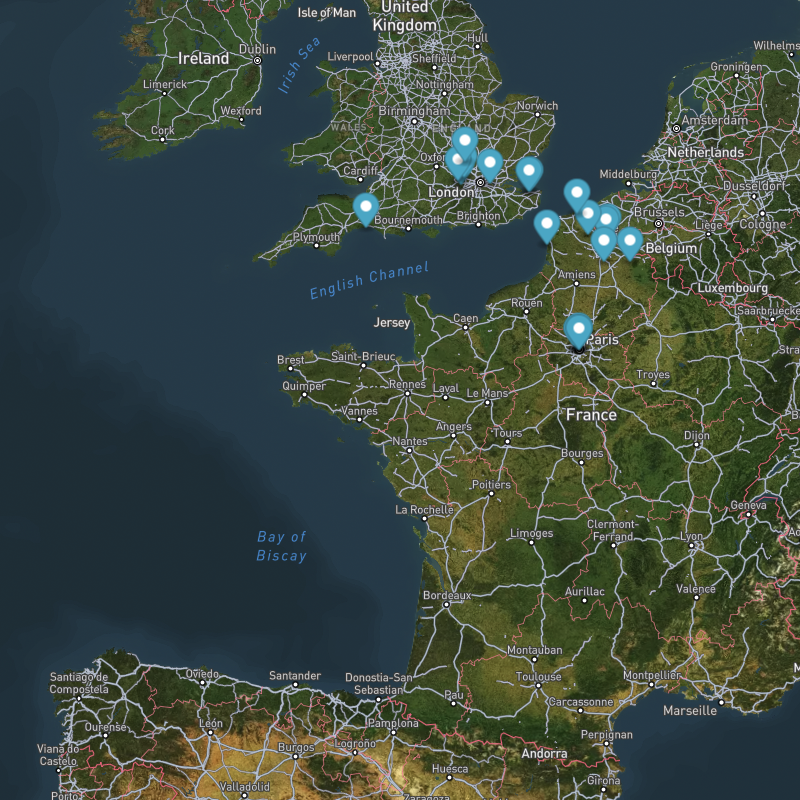 Isle of Man
United
Kingdom
Hull
Wilhelms
Dublin
Ireland
Liverpool
Sheffield
Groningen
Irish Sea
Limerick
Nottingham
Wexford
Birmingham
Norwich
Amsterdam
Cork
WALES
ENGLAND
Netherlands
Oxfor
Cardiff
Middelburg
Dusseldorf
London
Brussels
Bournemouth
Brighton
Liège
Cologne
Plymouth
Belgium
English Channel
Amiens
Luxembourg
Rouen
Saarbruecke
Jersey
Caen
Paris
Stra
Brest
Saint-Brieuc
Troyes
Quimper
Rennes
Laval
Le Mans
Vannes
France
Angers
Tours
Dijon
Nantes
Bourges
Poitiers
Geneva
La Rochelle
Clermont-
Ferrand
Limoges
Lyon
Bay of
Biscay
Bordeaux
Aurillac
Valence
Montauban
Santiago de
Compostela
Oviedo
Santander
Donostia-San
Sebastian
Toulouse
Montpellier
Pau
Carcassonne
Marseille
Ourense
León
Pamplona
Perpignan
Viana do
Castelo
Burgos
Logroño
Andorra
Huesca
Girona
Valladolid
Porto
Zaragoza